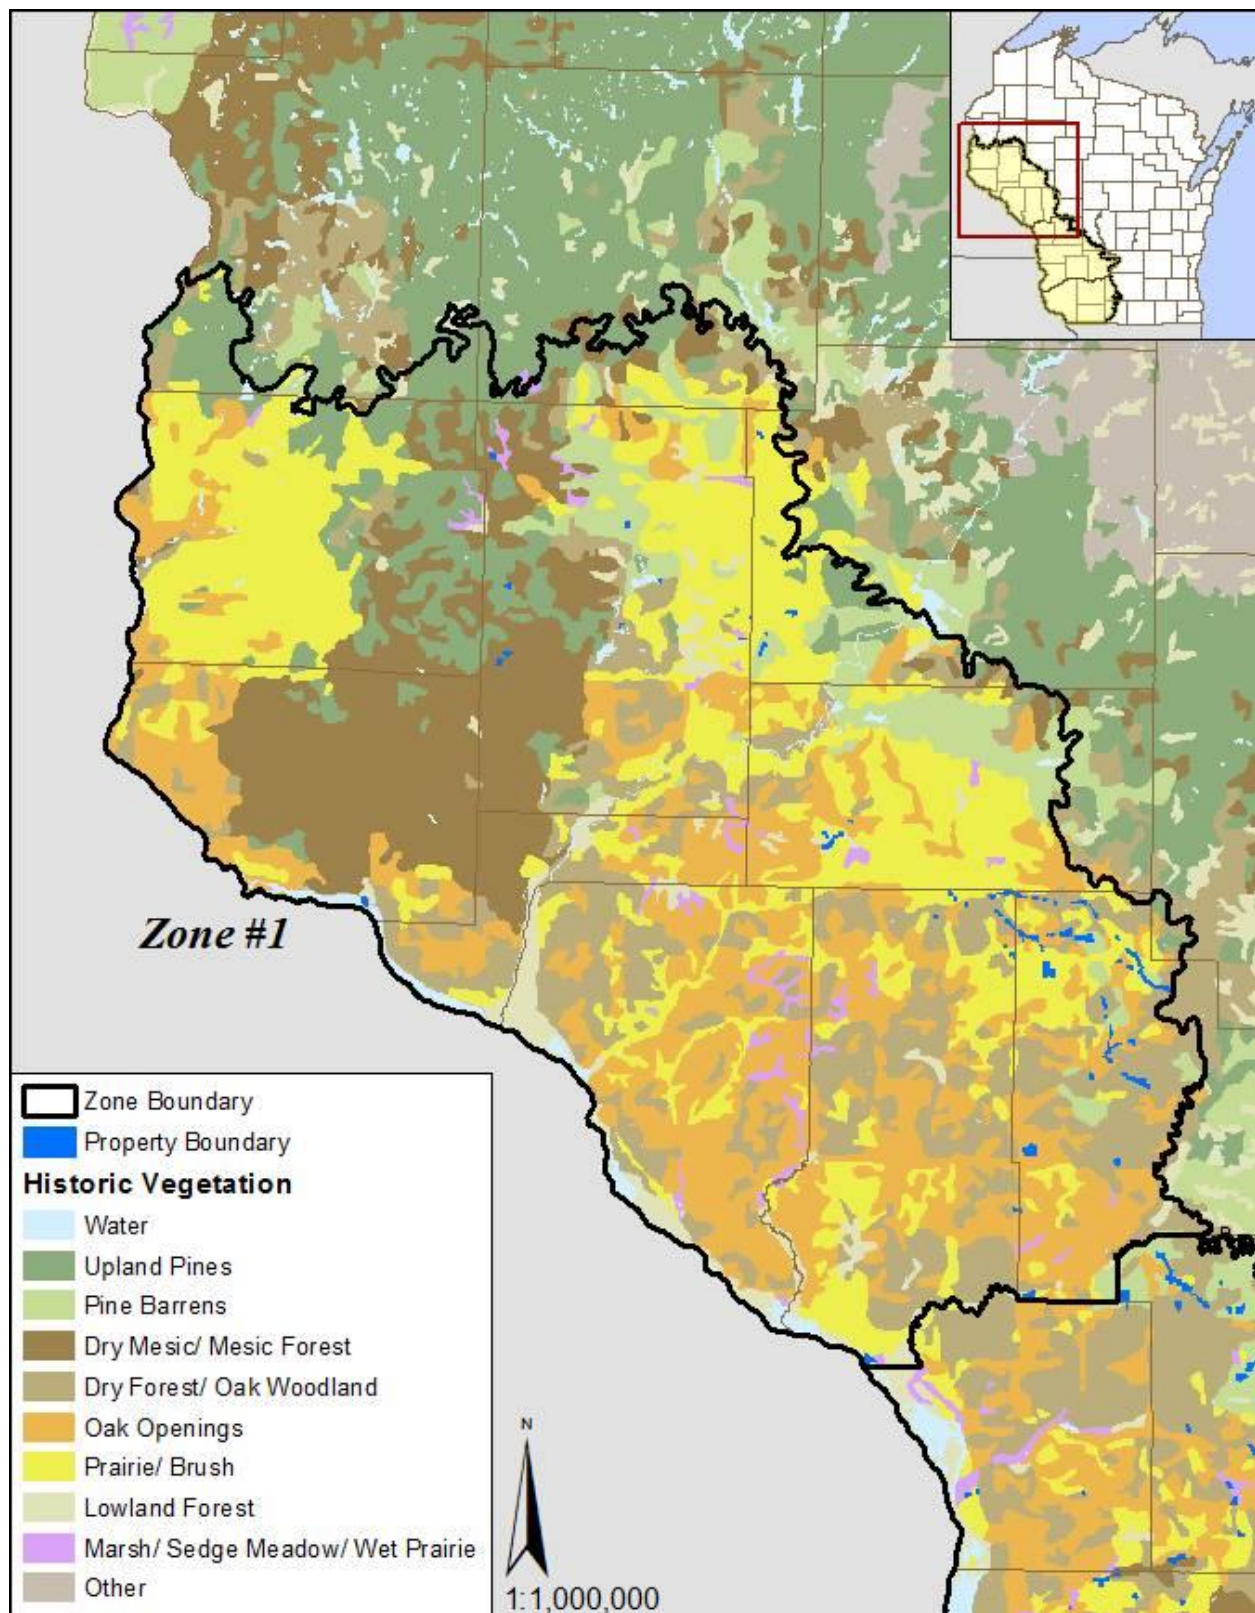 Zone #1
Zone Boundary
Property Boundary
Historic Vegetation
Water
Upland Pines
Pine Barrens
Dry Mesic/ Mesic Forest
Dry Forest/ Oak Woodland
Oak Openings
Prairie/ Brush
Lowland Forest
Marsh/ Sedge Meadow/ Wet Prairie
Other
N
1:1,000,000